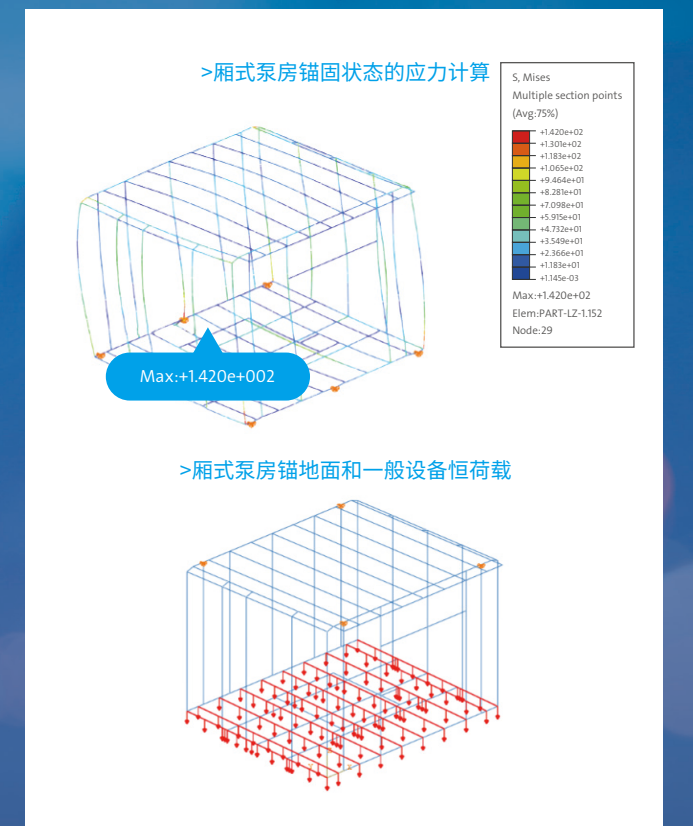 >厢式泵房锚固状态的应力计算
S, Mises
Multiple section points
(Avg:75%)
+1.420e+02
+1.301e+02
+1.183e+02
+1.065e+02
+9.464e+01
+8.281e+01
+7.098e+01
+5.915e+01
+4.732e+01
+3.549e+01
+2.366e+01
+1.183e+01
+1.145e-03
Max:+1.420e+02
Elem:PART-LZ-1.152
Node:29
Max:+1.420e+002
>厢式泵房锚地面和一般设备恒荷载